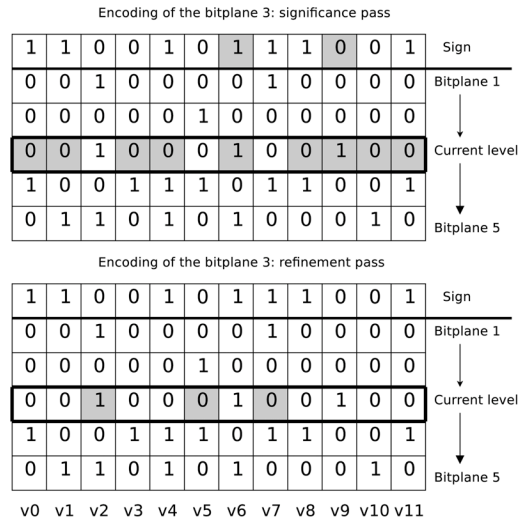 Encoding of the bitplane 3: significance pass
1 1 0 0 1 0 1 1 1 0 0 1 Sign
0 0 1 0 0 0 0 1 0 0 0 0 Bitplane 1
0 0 0 0 0 1 0 0 0 0 0 0
0 0 1 0 0 0 1 0 0 1 0 0 Current level
1 0 0 1 1 1 0 1 1 0 0 1
0 1 1 0 1 0 1 0 0 0 1 0 Bitplane 5
Encoding of the bitplane 3: refinement pass
1 1 0 0 1 0 1 1 1 0 0 1 Sign
0 0 1 0 0 0 0 1 0 0 0 0 Bitplane 1
0 0 0 0 0 1 0 0 0 0 0 0
0 0 1 0 0 0 1 0 0 1 0 0 Current level
1 0 0 1 1 1 0 1 1 0 0 1
0 1 1 0 1 0 1 0 0 0 1 0 Bitplane 5
v0 v1 v2 v3 v4 v5 v6 v7 v8 v9 v10 v11